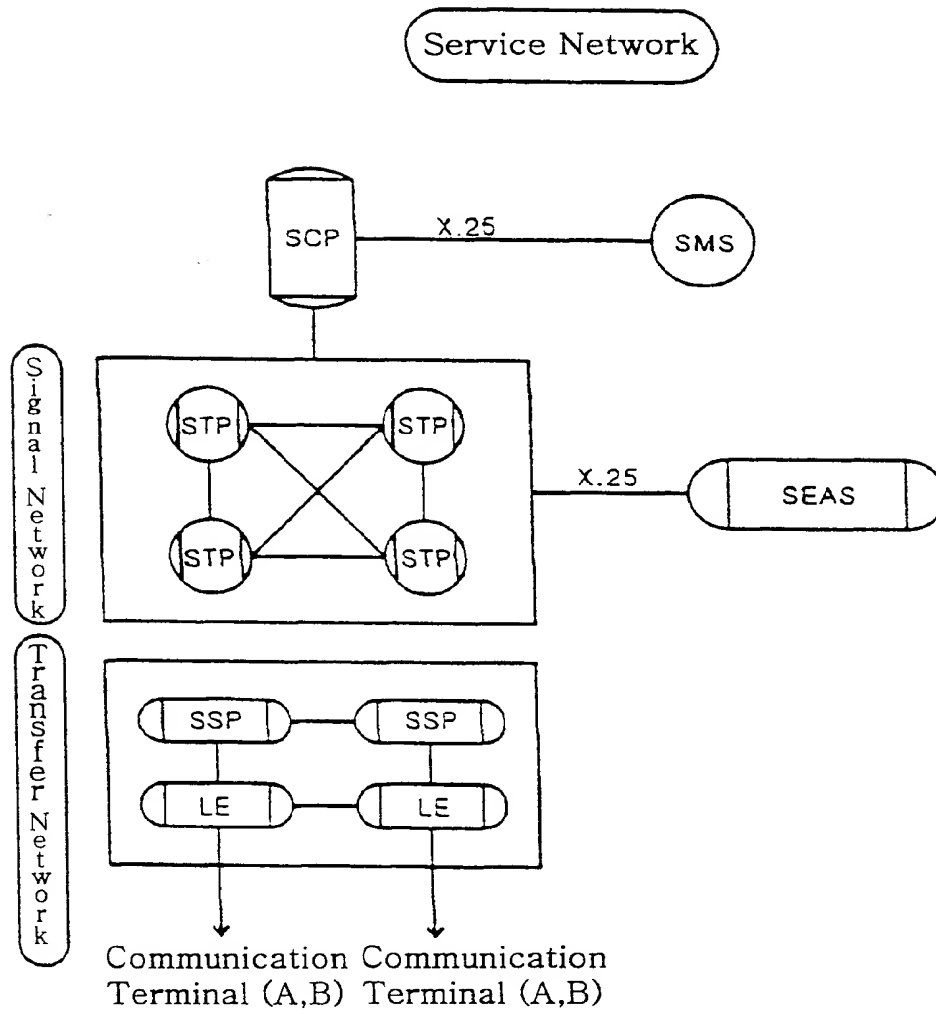 Service Network
SCP
X.25
SMS
Signal Network
STP
STP
STP
STP
X.25
SEAS
Transfer Network
SSP
SSP
LE
LE
Communication
Terminal (A,B)
Communication
Terminal (A,B)